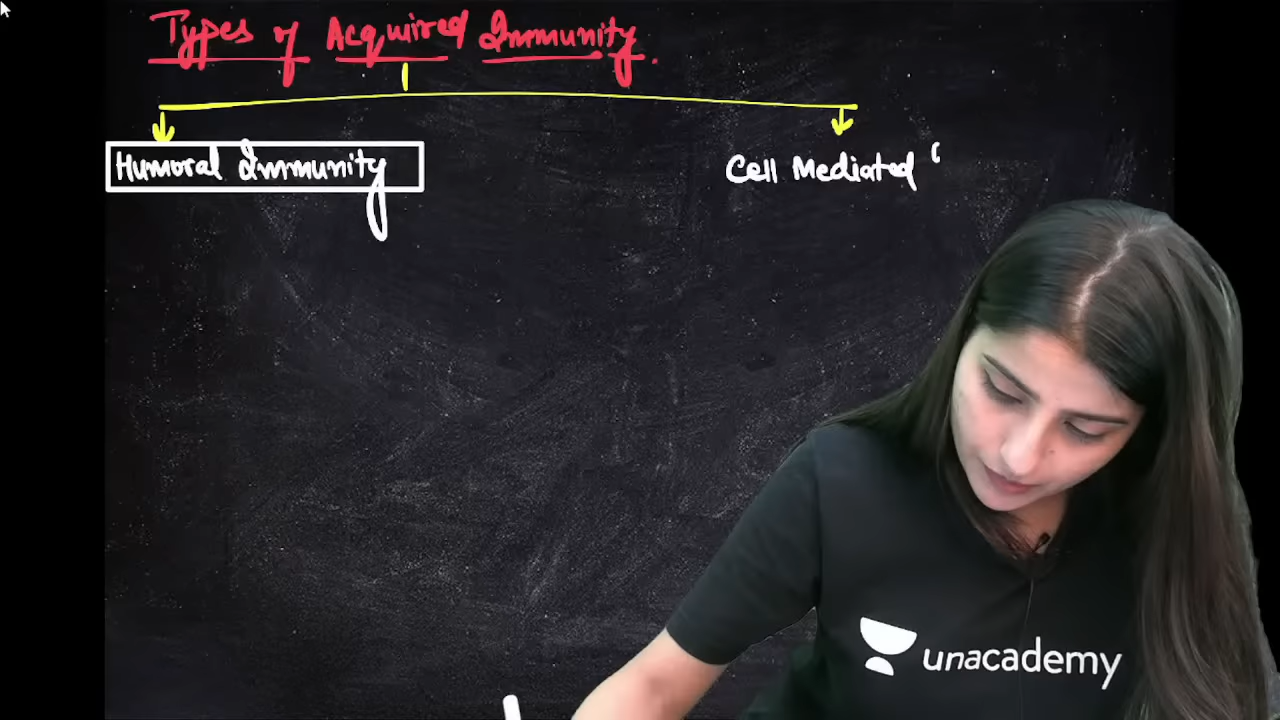 Types of Acquired Immunity.
Humoral Immunity
Cell Mediated
unacademy